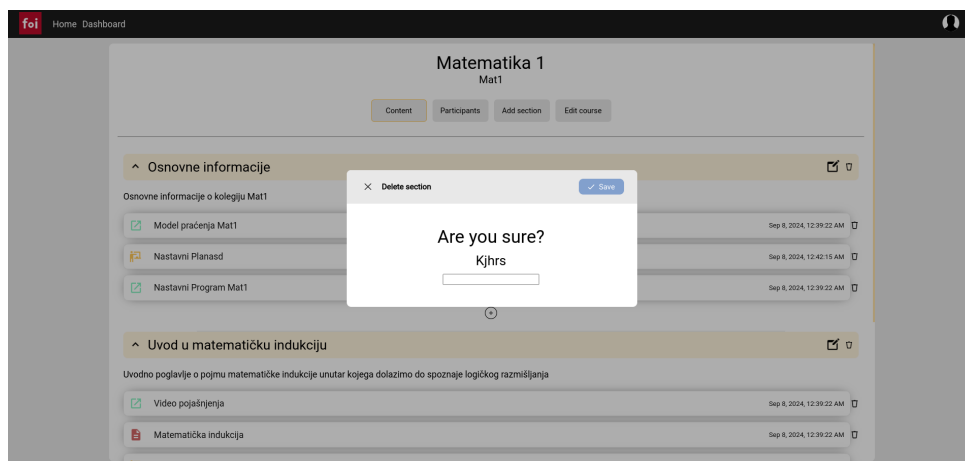 foi Home Dashboard
Matematika 1
Mat1
Content Participants Add section Edit course
Osnovne informacije
Osnovne informacije o kolegiju Mat1
Model praćenja Mat1 Sep 8, 2024, 12:39:22 AM
Nastavni Planasd Sep 8, 2024, 12:42:15 AM
Nastavni Program Mat1 Sep 8, 2024, 12:39:22 AM
Delete section Save
Are you sure?
Kjhrs
Uvod u matematičku indukciju
Uvodno poglavlje o pojmu matematičke indukcije unutar kojega dolazimo do spoznaje logičkog razmišljanja
Video pojašnjenja Sep 8, 2024, 12:39:22 AM
Matematička indukcija Sep 8, 2024, 12:39:22 AM